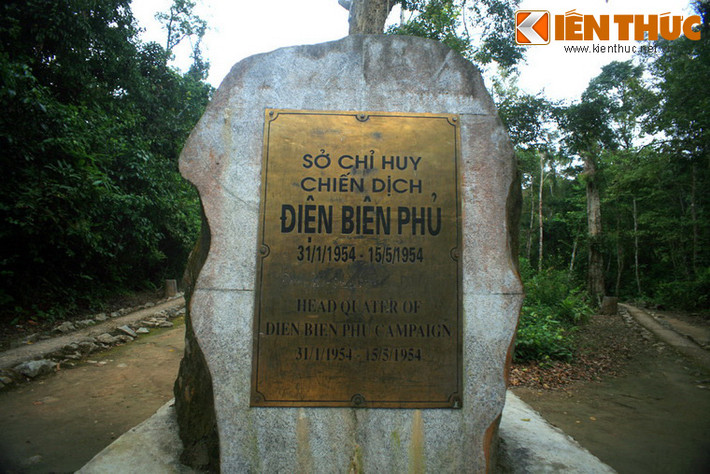 KIẾN THỨC
www.kienthuc.net
SỞ CHỈ HUY
CHIẾN DỊCH
ĐIỆN BIÊN PHỦ
31/1/1954 - 15/5/1954
HEAD QUATER OF
DIEN BIEN PHU CAMPAIGN
31/1/1954 - 15/5/1954